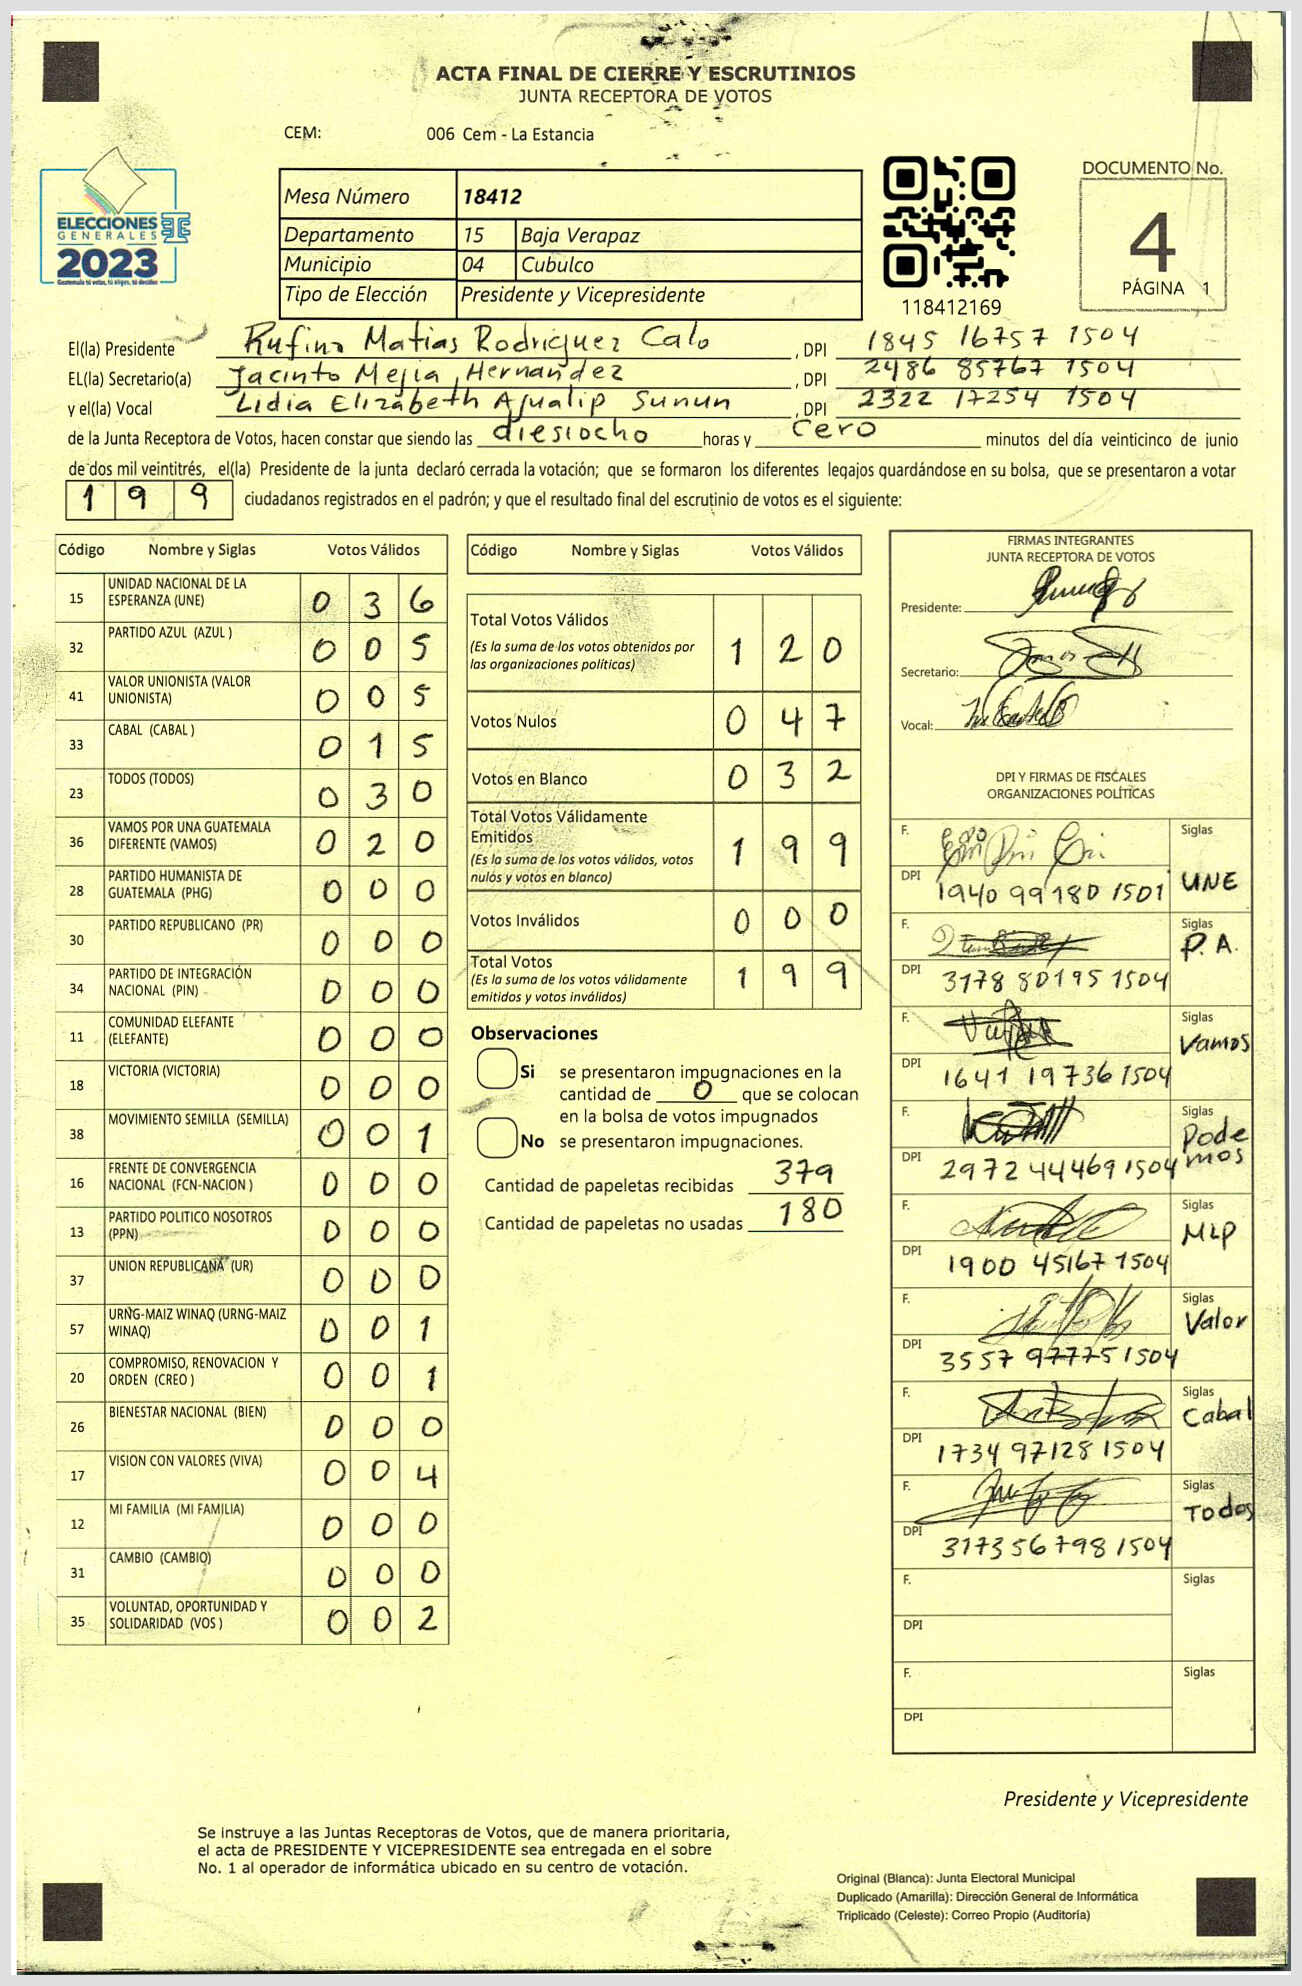 ACTA FINAL DE CIERRE Y ESCRUTINIOS
JUNTA RECEPTORA DE VOTOS
CEM: 006 Cem - La Estancia
ELECCIONES
GENERALES
2023
Guatemala tú votas, tú eliges, tú decides
Mesa Número 18412
Departamento 15 Baja Verapaz
Municipio 04 Cubulco
Tipo de Elección Presidente y Vicepresidente
118412169
DOCUMENTO No.
4
PÁGINA 1
El(la) Presidente Rufino Matias Rodriguez Calo , DPI 1845 16757 1504
EL(la) Secretario(a) Jacinto Mejia Hernandez , DPI 2486 85767 1504
y el(la) Vocal Lidia Elizabeth Ajualip Sunun , DPI 2322 17254 1504
de la Junta Receptora de Votos, hacen constar que siendo las diesiocho horas y cero minutos del día veinticinco de junio
de dos mil veintitrés, el(la) Presidente de la junta declaró cerrada la votación; que se formaron los diferentes legajos guardándose en su bolsa, que se presentaron a votar
1 9 9 ciudadanos registrados en el padrón; y que el resultado final del escrutinio de votos es el siguiente:
Código Nombre y Siglas Votos Válidos
15 UNIDAD NACIONAL DE LA
ESPERANZA (UNE) 0 3 6
32 PARTIDO AZUL (AZUL ) 0 0 5
41 VALOR UNIONISTA (VALOR
UNIONISTA) 0 0 5
33 CABAL (CABAL ) 0 1 5
23 TODOS (TODOS) 0 3 0
36 VAMOS POR UNA GUATEMALA
DIFERENTE (VAMOS) 0 2 0
28 PARTIDO HUMANISTA DE
GUATEMALA (PHG) 0 0 0
30 PARTIDO REPUBLICANO (PR) 0 0 0
34 PARTIDO DE INTEGRACIÓN
NACIONAL (PIN) 0 0 0
11 COMUNIDAD ELEFANTE
(ELEFANTE) 0 0 0
18 VICTORIA (VICTORIA) 0 0 0
38 MOVIMIENTO SEMILLA (SEMILLA) 0 0 1
16 FRENTE DE CONVERGENCIA
NACIONAL (FCN-NACION ) 0 0 0
13 PARTIDO POLITICO NOSOTROS
(PPN) 0 0 0
37 UNION REPUBLICANA (UR) 0 0 0
57 URNG-MAIZ WINAQ (URNG-MAIZ
WINAQ) 0 0 1
20 COMPROMISO, RENOVACION Y
ORDEN (CREO ) 0 0 1
26 BIENESTAR NACIONAL (BIEN) 0 0 0
17 VISION CON VALORES (VIVA) 0 0 4
12 MI FAMILIA (MI FAMILIA) 0 0 0
31 CAMBIO (CAMBIO) 0 0 0
35 VOLUNTAD, OPORTUNIDAD Y
SOLIDARIDAD (VOS ) 0 0 2
Código Nombre y Siglas Votos Válidos
Total Votos Válidos
(Es la suma de los votos obtenidos por
las organizaciones políticas) 1 2 0
Votos Nulos 0 4 7
Votos en Blanco 0 3 2
Total Votos Válidamente
Emitidos
(Es la suma de los votos válidos, votos
nulos y votos en blanco) 1 9 9
Votos Inválidos 0 0 0
Total Votos
(Es la suma de los votos válidamente
emitidos y votos inválidos) 1 9 9
Observaciones
Si se presentaron impugnaciones en la
cantidad de 0 que se colocan
en la bolsa de votos impugnados
No se presentaron impugnaciones.
Cantidad de papeletas recibidas 379
Cantidad de papeletas no usadas 180
FIRMAS INTEGRANTES
JUNTA RECEPTORA DE VOTOS
Presidente:
Secretario:
Vocal:
DPI Y FIRMAS DE FISCALES
ORGANIZACIONES POLÍTICAS
F. Siglas
DPI 1940 99180 1501 UNE
F. Siglas
DPI 3178 80195 1504 P.A.
F. Siglas
DPI 1641 19736 1504 Vamos
F. Siglas
DPI 2972 44469 1504 Pode
mos
F. Siglas
DPI 1900 45167 1504 MLP
F. Siglas
DPI 3557 97775 1504 Valor
F. Siglas
DPI 1734 97128 1504 Cabal
F. Siglas
DPI 3173 56798 1504 Todos
F. Siglas
DPI
F. Siglas
DPI
Presidente y Vicepresidente
Se instruye a las Juntas Receptoras de Votos, que de manera prioritaria,
el acta de PRESIDENTE Y VICEPRESIDENTE sea entregada en el sobre
No. 1 al operador de informática ubicado en su centro de votación.
Original (Blanca): Junta Electoral Municipal
Duplicado (Amarilla): Dirección General de Informática
Triplicado (Celeste): Correo Propio (Auditoría)